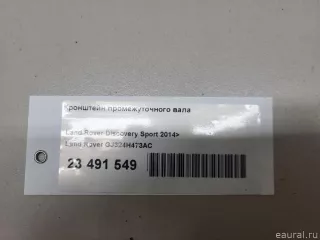 Кронштейн промежуточного вала
Land Rover Discovery Sport 2014>
Land Rover GJ324H473AC
23 491 549
eaural.ru